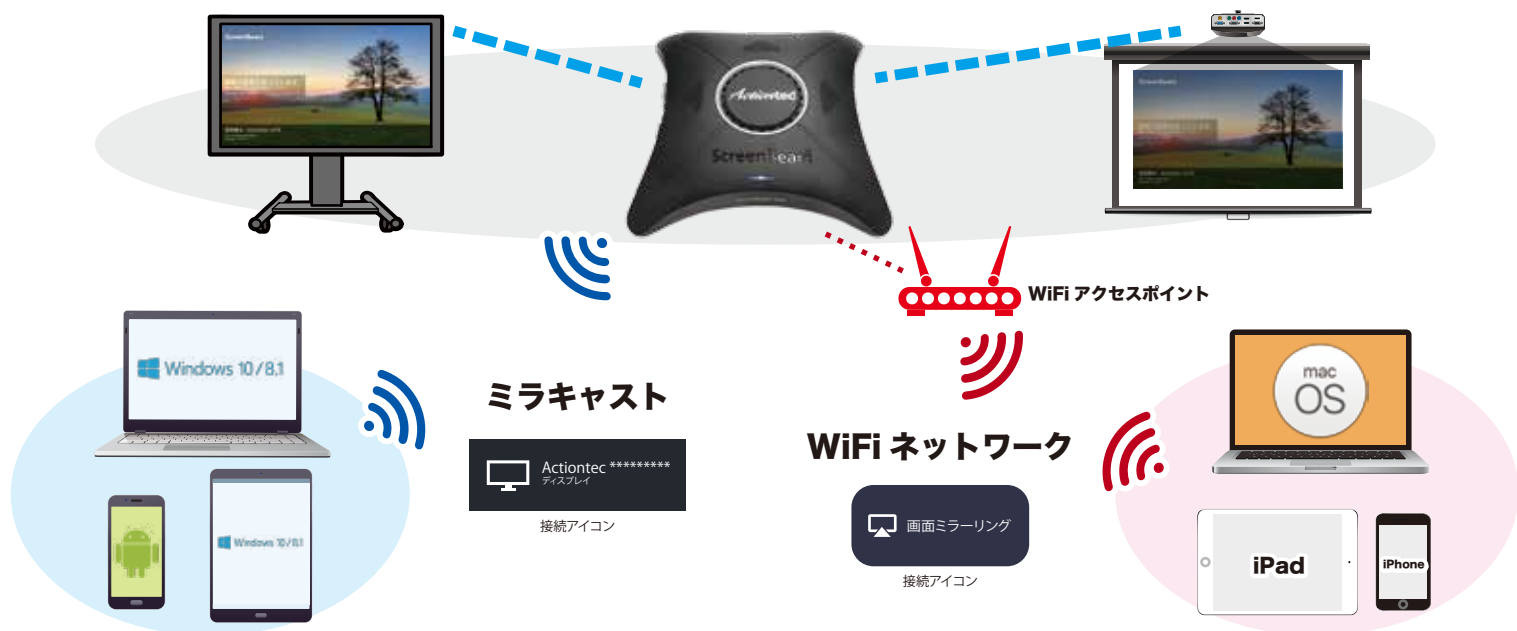 ScreenBeam
Actiontec
ScreenBeam
WiFi アクセスポイント
Windows 10/8.1
ミラキャスト
Actiontec *********
ディスプレイ
接続アイコン
Windows 10/8.1
WiFi ネットワーク
画面ミラーリング
接続アイコン
mac
OS
iPad
iPhone